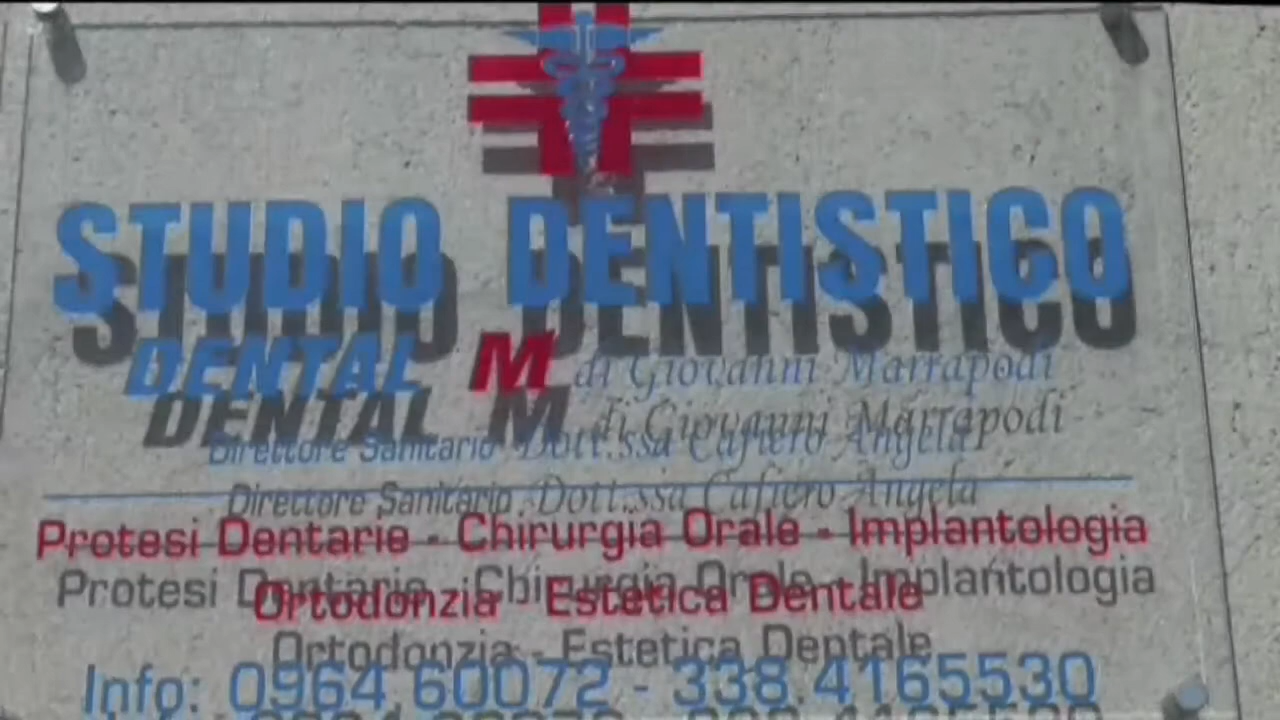 STUDIO DENTISTICO
DENTAL M di Giovanni Marrapodi
Direttore Sanitario Dott.ssa Cafiero Angela
Protesi Dentarie - Chirurgia Orale - Implantologia
Ortodonzia - Estetica Dentale
Info: 0964.60072 - 338.4165530